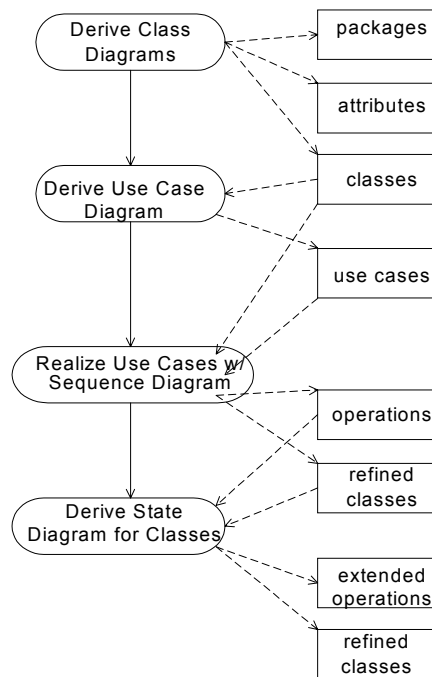 Derive Class
Diagrams
packages
attributes
Derive Use Case
Diagram
classes
use cases
Realize Use Cases w/
Sequence Diagram
operations
refined
classes
Derive State
Diagram for Classes
extended
operations
refined
classes